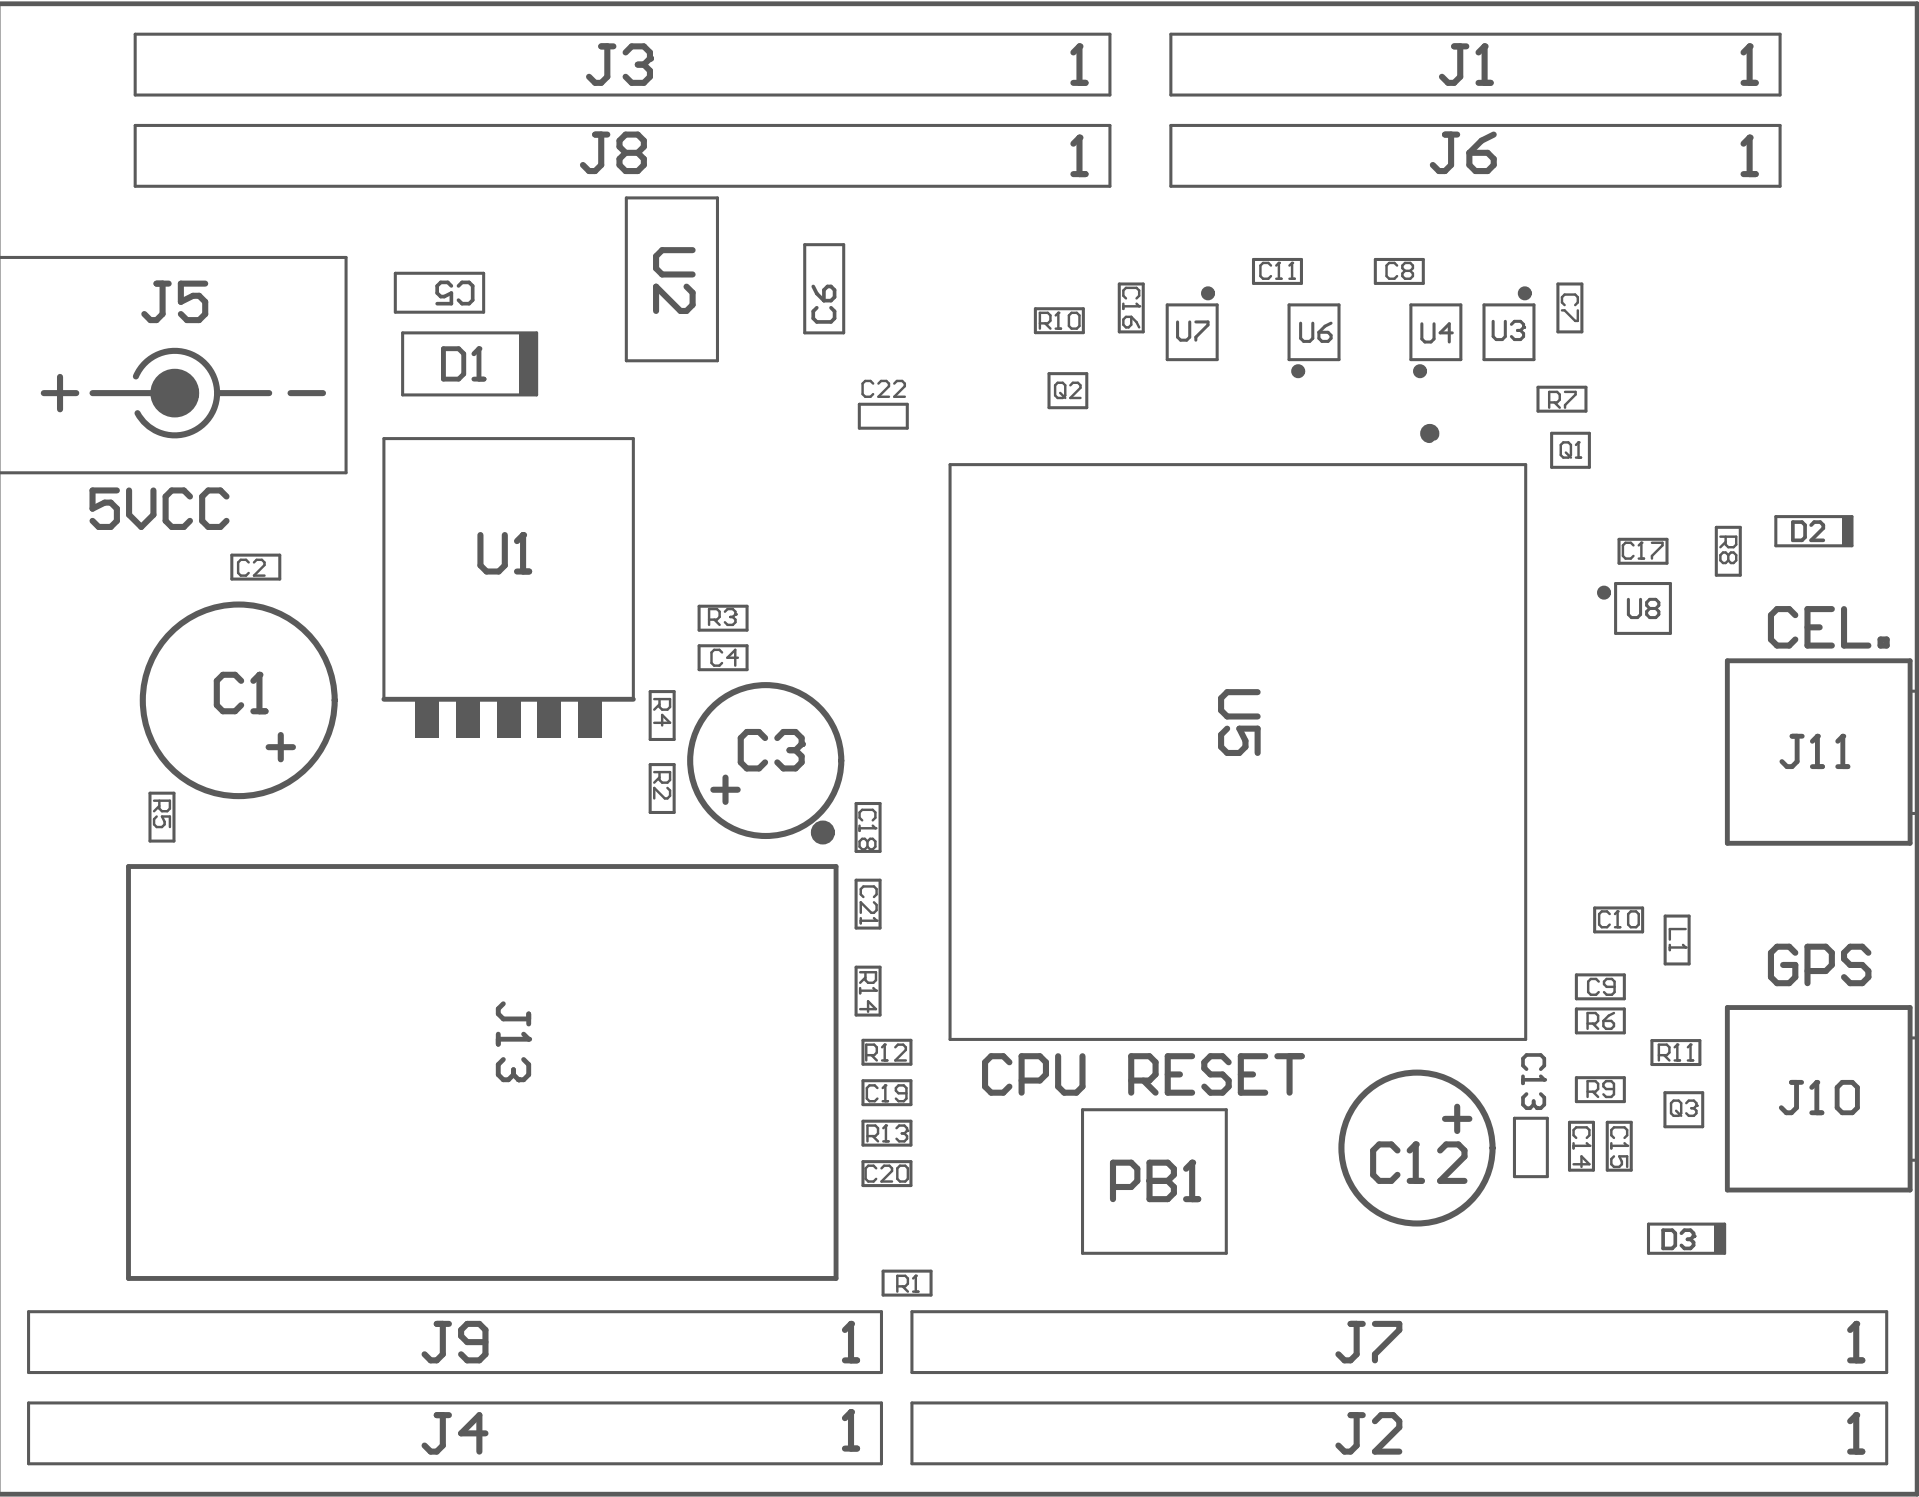 J3 1
J1 1
J8 1
J6 1
J5
C5
U2
C6
C11
C8
C16
C7
R10
U7
U6
U4
U3
D1
C22
Q2
R7
Q1
5VCC
U1
C2
C17
R8
D2
U8
CEL.
R3
C4
C1
R4
C3
U5
J11
R2
R5
C18
C21
C10
L1
GPS
R14
C9
R6
J13
R12
CPU RESET
C13
R11
C19
R9
Q3
J10
R13
C14
C15
C20
PB1
C12
D3
R1
J9 1
J7 1
J4 1
J2 1